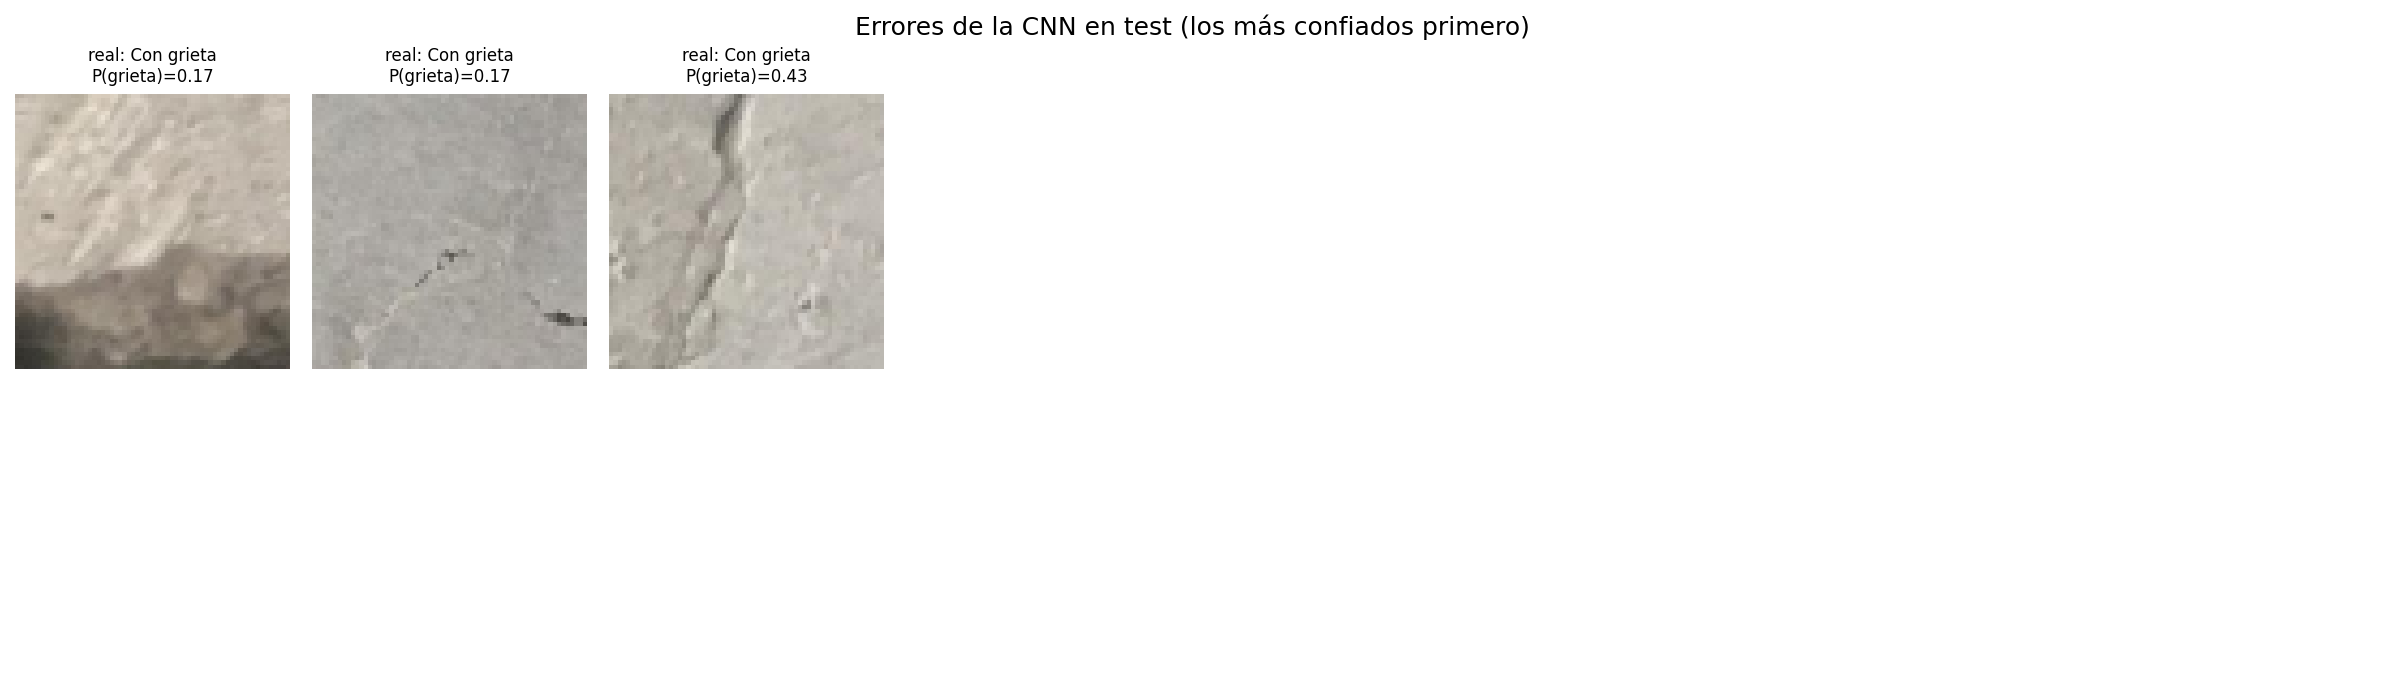 Errores de la CNN en test (los más confiados primero)
real: Con grieta
P(grieta)=0.17
real: Con grieta
P(grieta)=0.17
real: Con grieta
P(grieta)=0.43